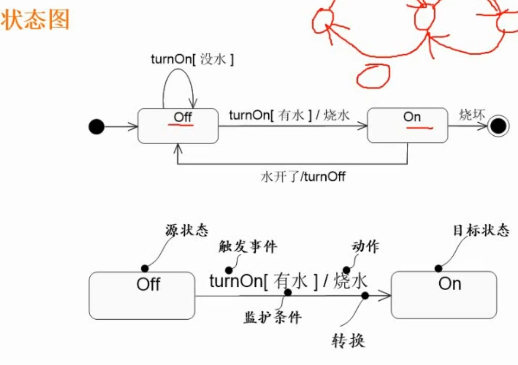 状态图
turnOn[ 没水 ]
Off
turnOn[ 有水 ] / 烧水
On
烧坏
水开了/turnOff
源状态
触发事件
动作
目标状态
Off
turnOn[ 有水 ] / 烧水
On
监护条件
转换